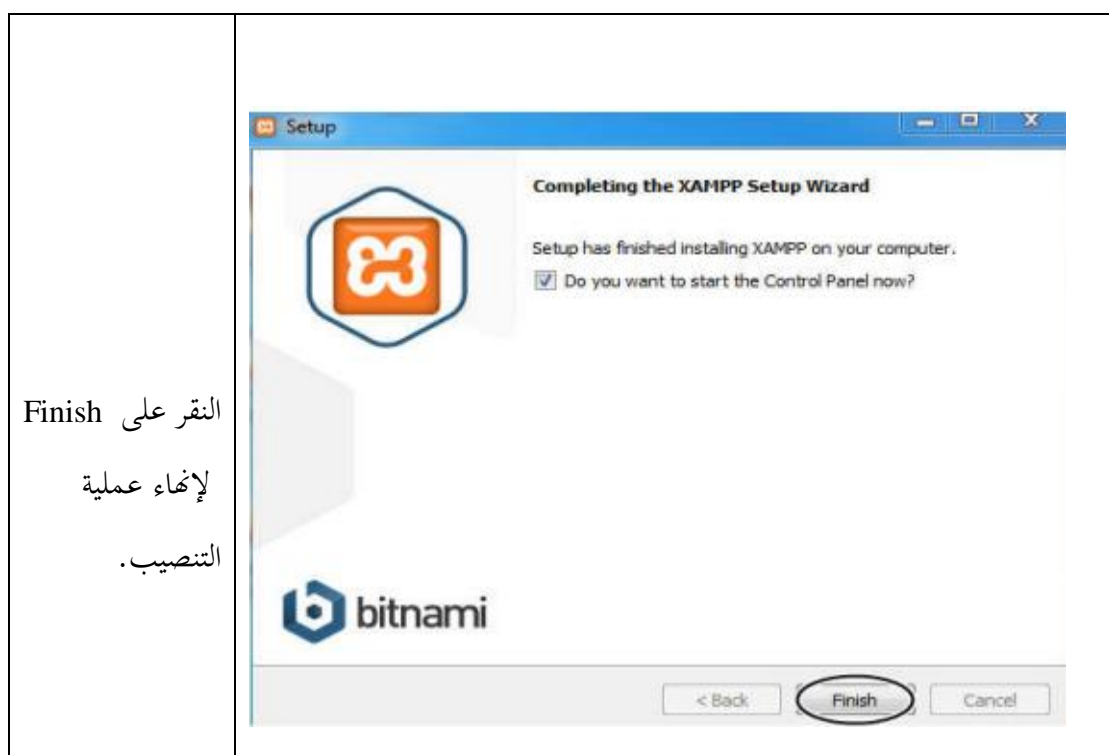 النقر على Finish
لإنهاء عملية
التنصيب.
Setup
Completing the XAMPP Setup Wizard
Setup has finished installing XAMPP on your computer.
Do you want to start the Control Panel now?
bitnami
< Back
Finish
Cancel